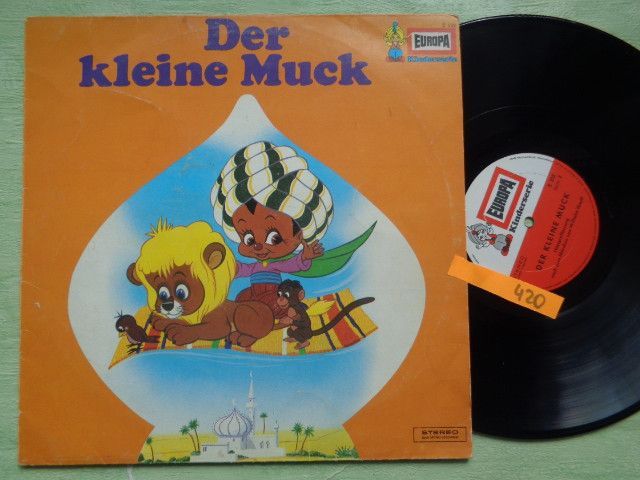 Der
kleine Muck
EUROPA
Kinderserie
STEREO
EUROPA
Kinderserie
DER KLEINE MUCK
420